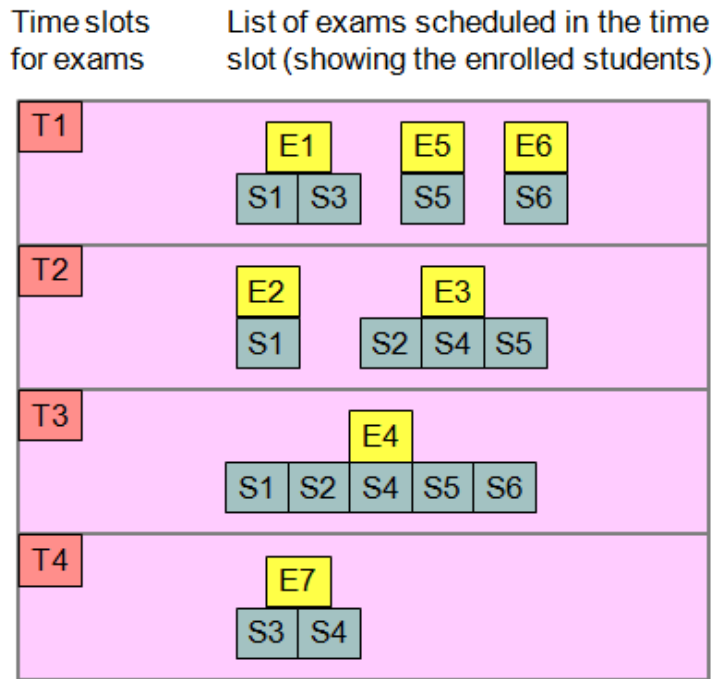 Time slots for exams
List of exams scheduled in the time slot (showing the enrolled students)
T1
E1 E5 E6
S1 S3 S5 S6
T2
E2 E3
S1 S2 S4 S5
T3
E4
S1 S2 S4 S5 S6
T4
E7
S3 S4